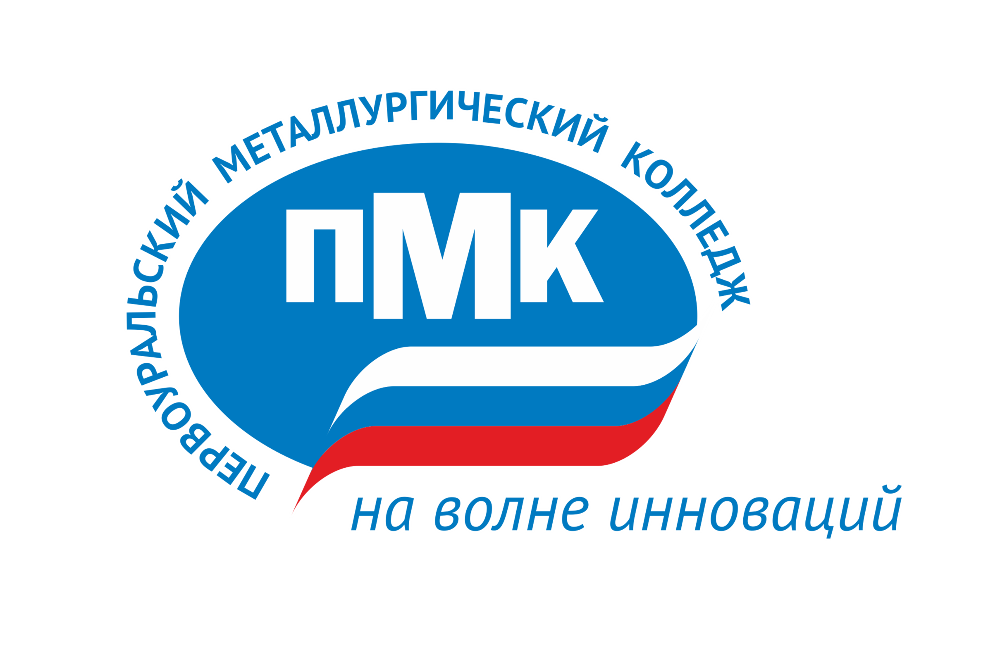 ПЕРВОУРАЛЬСКИЙ МЕТАЛЛУРГИЧЕСКИЙ КОЛЛЕДЖ
ПМК
на волне инноваций